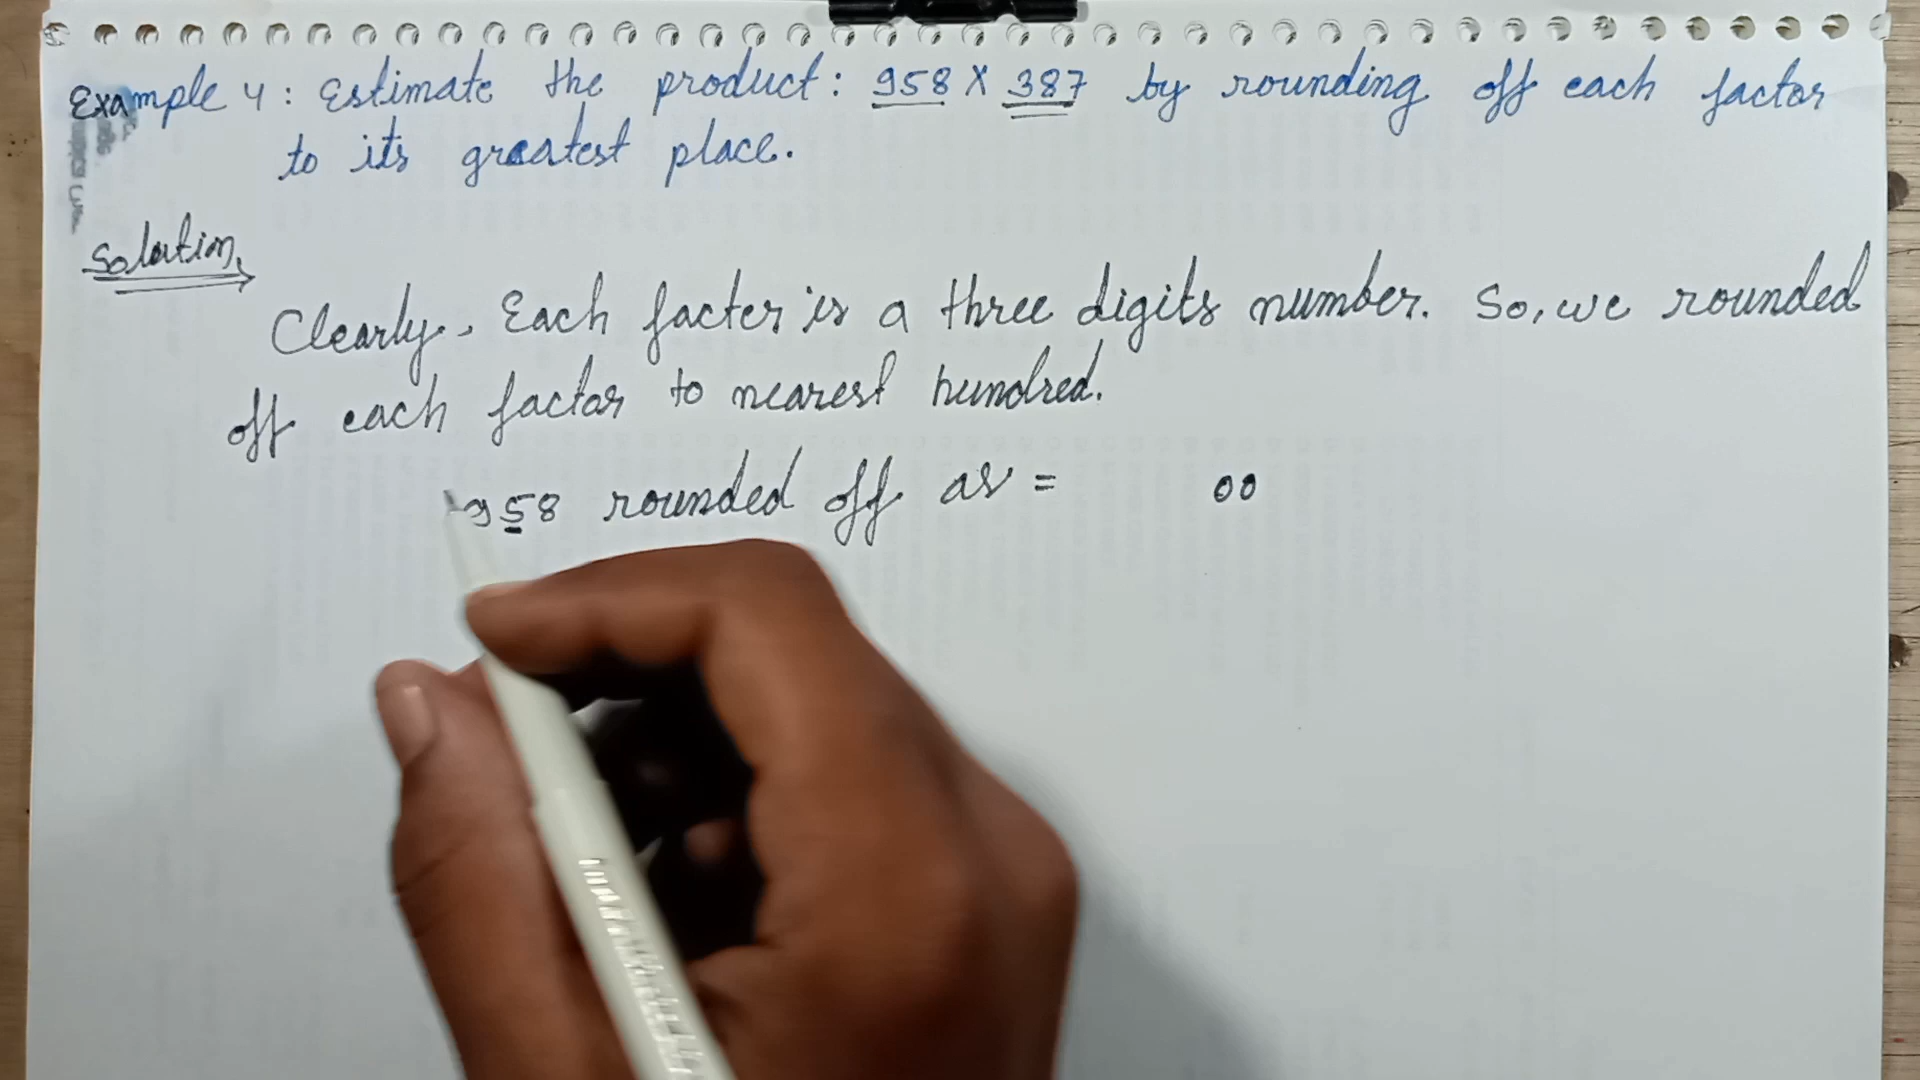 Example 4: Estimate the product: 958 X 387 by rounding off each factor
to its greatest place.
Solution,
Clearly, Each facter is a three digits number. So, we rounded
off each factor to nearest hundred.
958 rounded off as = 00